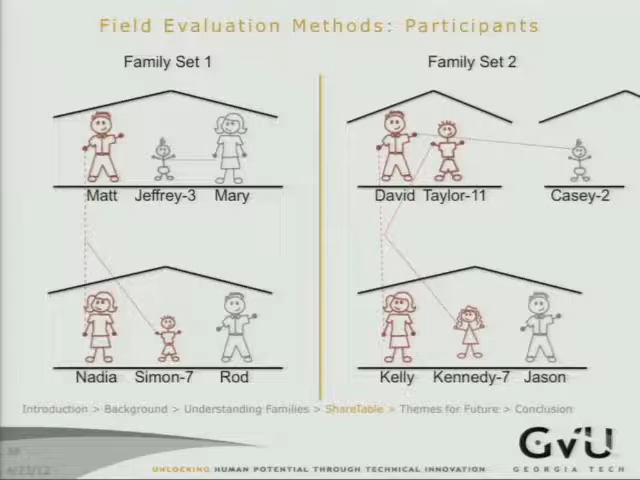 Field Evaluation Methods: Participants
Family Set 1
Family Set 2
Matt Jeffrey-3 Mary
David Taylor-11 Casey-2
Nadia Simon-7 Rod
Kelly Kennedy-7 Jason
Introduction > Background > Understanding Families > ShareTable > Themes for Future > Conclusion
GVU
GEORGIA TECH
UNLOCKING HUMAN POTENTIAL THROUGH TECHNICAL INNOVATION